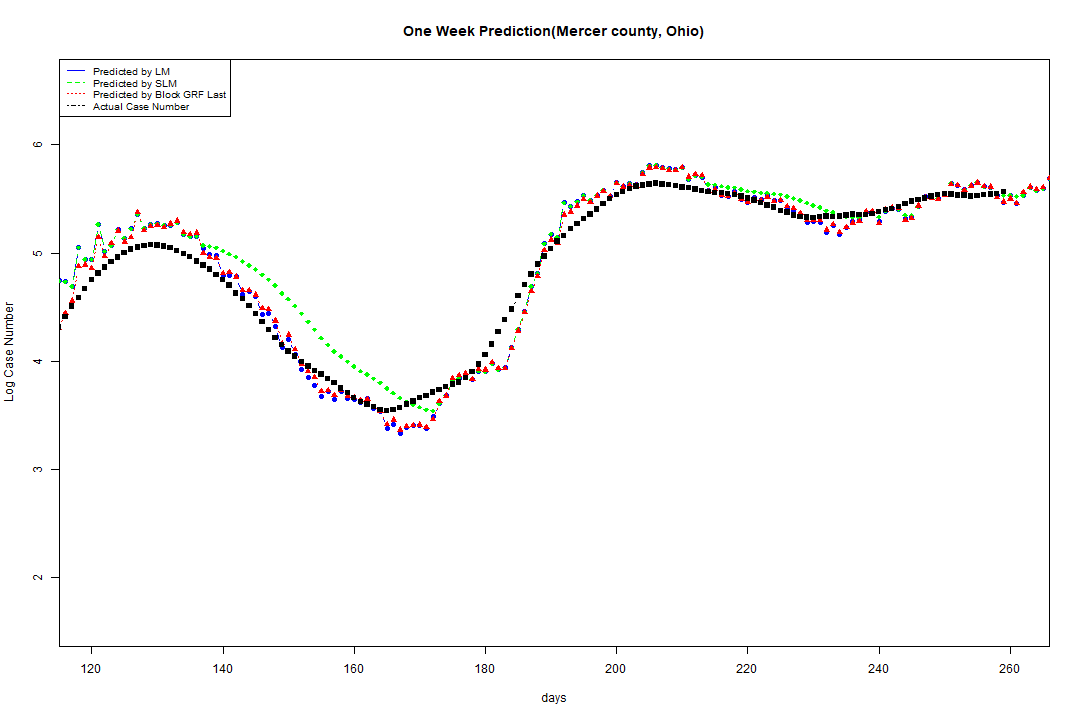 One Week Prediction(Mercer county, Ohio)
Predicted by LM
Predicted by SLM
Predicted by Block GRF Last
Actual Case Number
6
5
4
3
2
Log Case Number
120 140 160 180 200 220 240 260
days